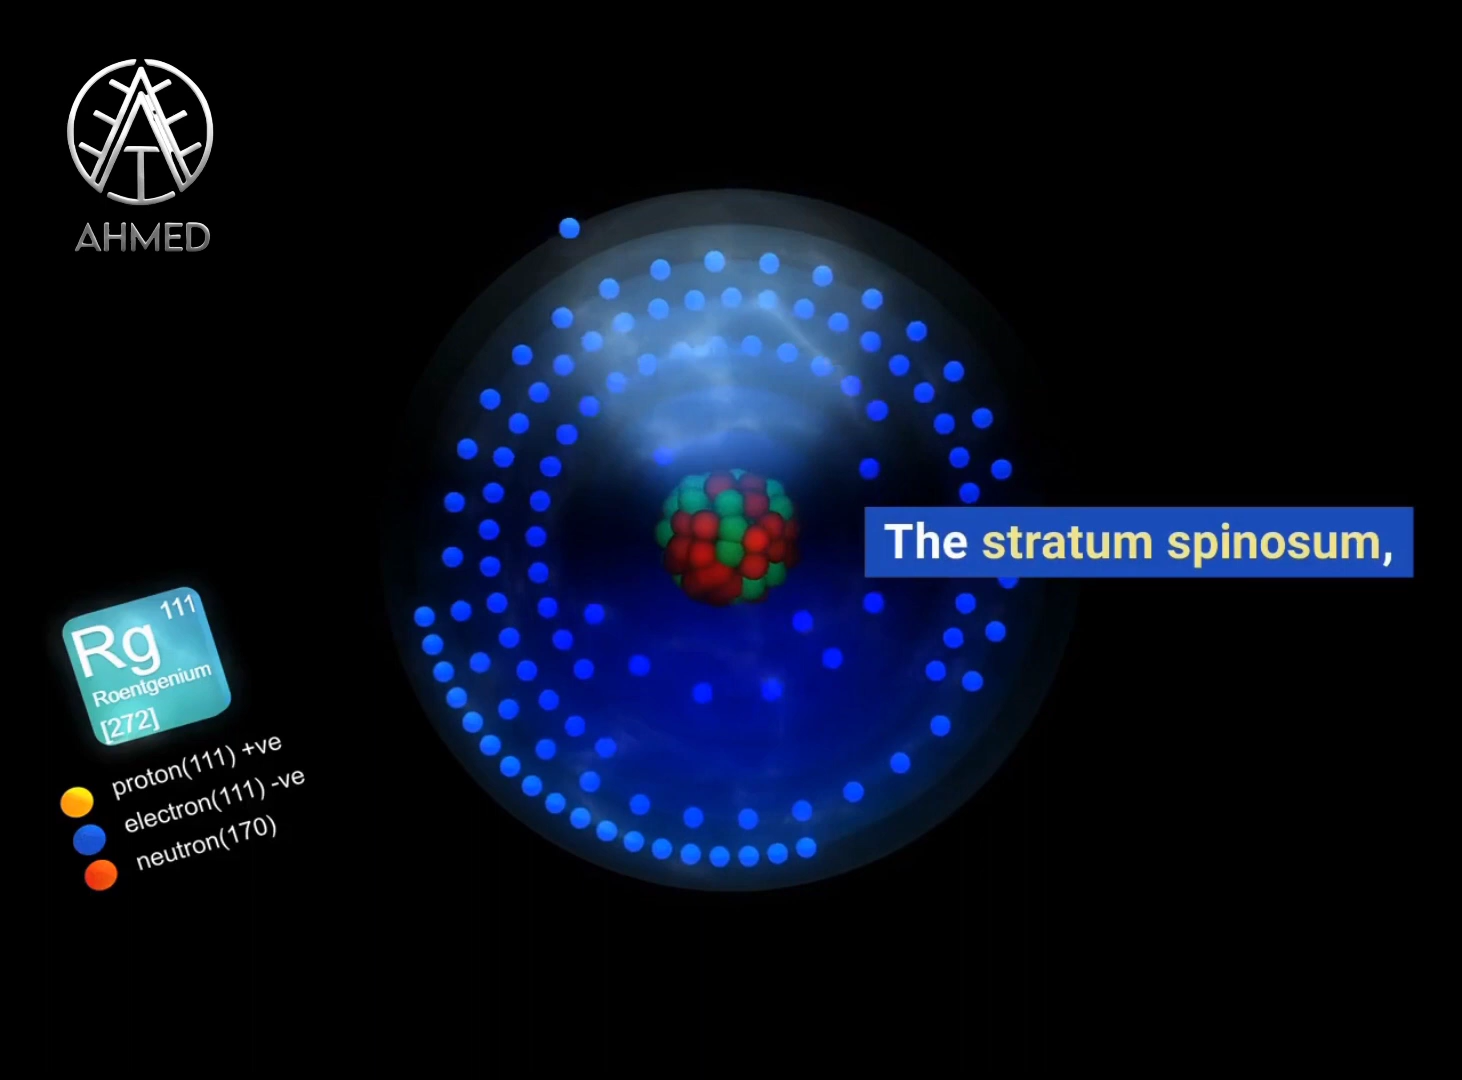 AHMED
The stratum spinosum,
111
Rg
Roentgenium
[272]
proton(111) +ve
electron(111) -ve
neutron(170)